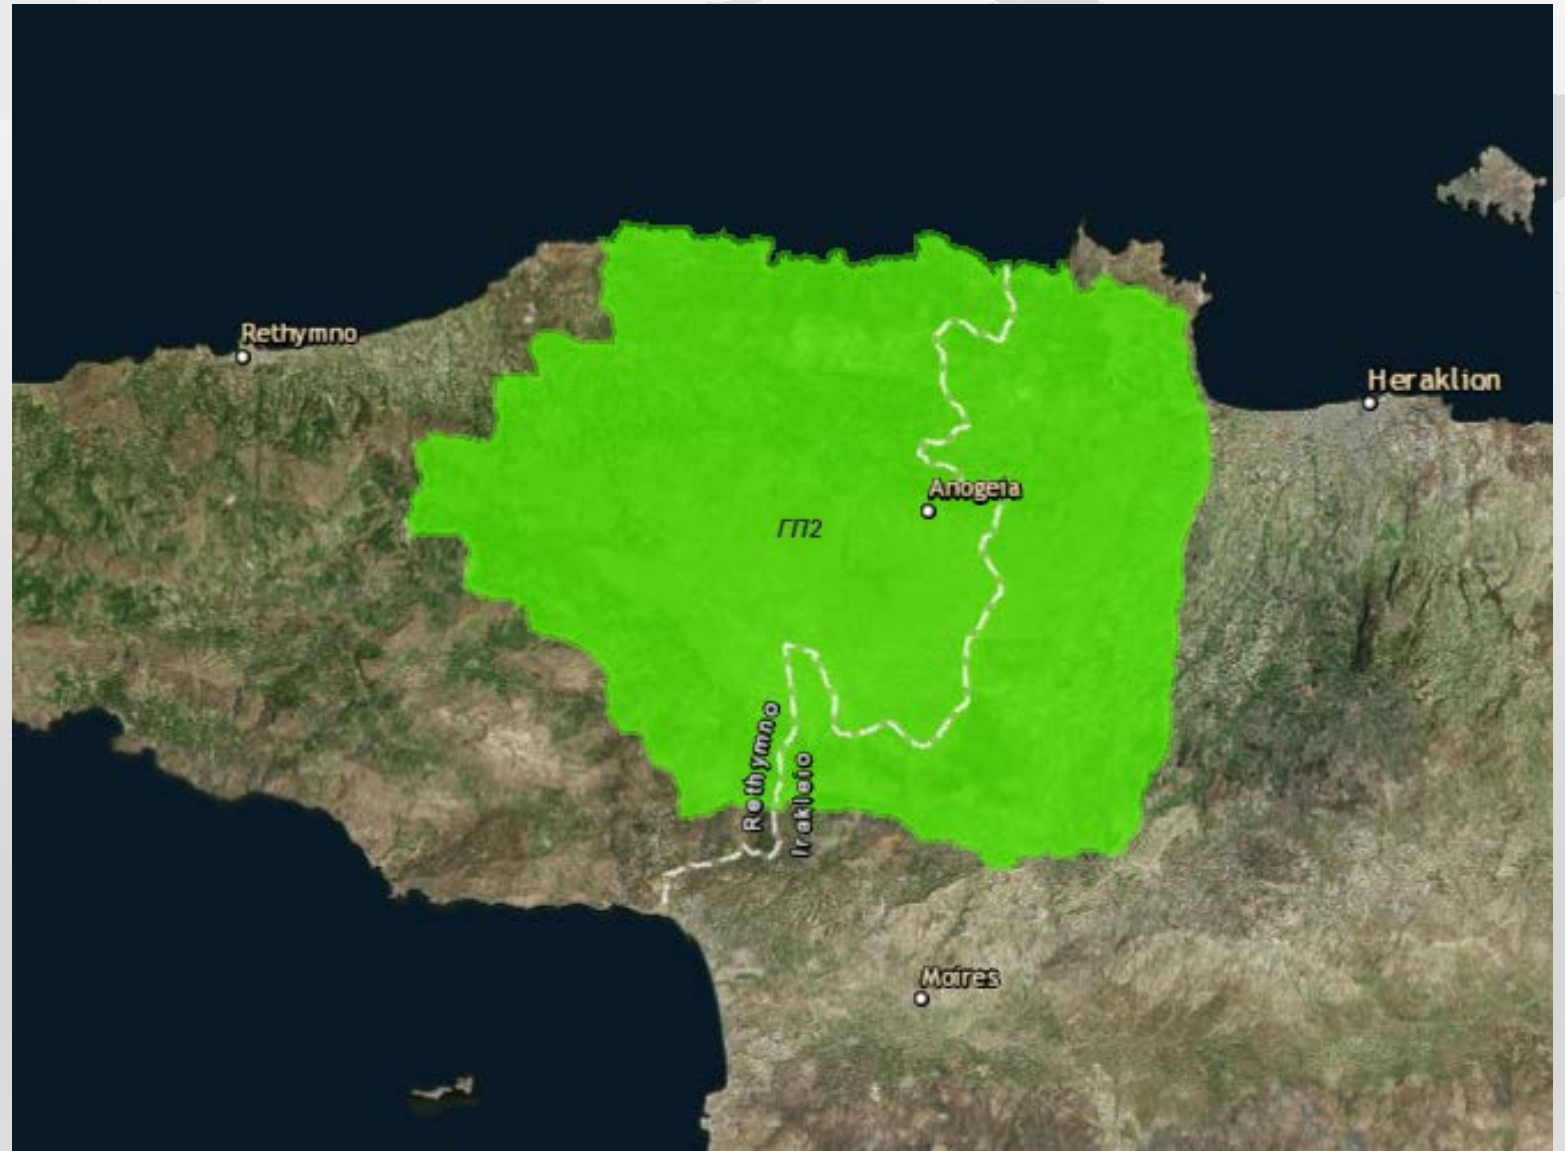 Rethymno
Heraklion
Anogeia
ΓΠ2
Rethymno
Irakleio
Moires